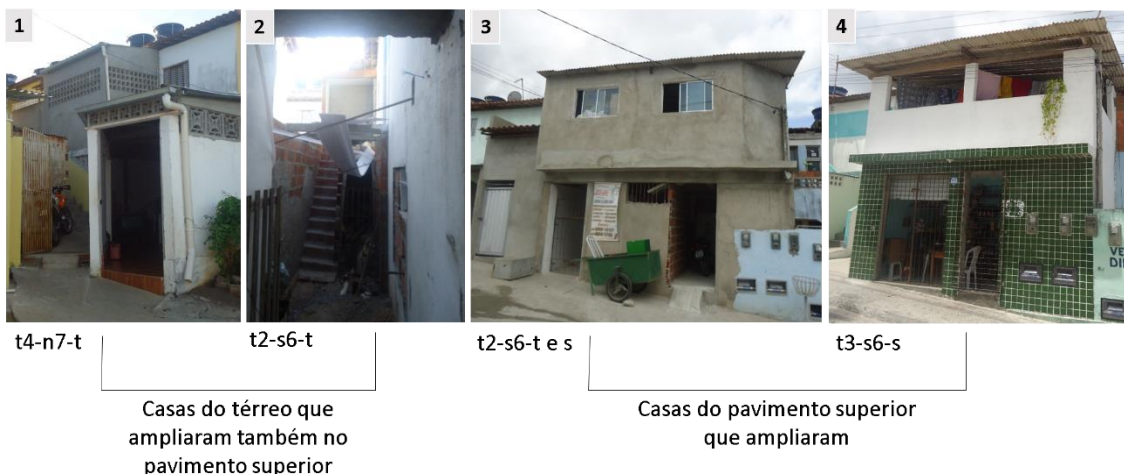 1
2
3
4
VE
t4-n7-t
t2-s6-t
t2-s6-t e s
t3-s6-s
Casas do térreo que
ampliaram também no
pavimento superior
Casas do pavimento superior
que ampliaram